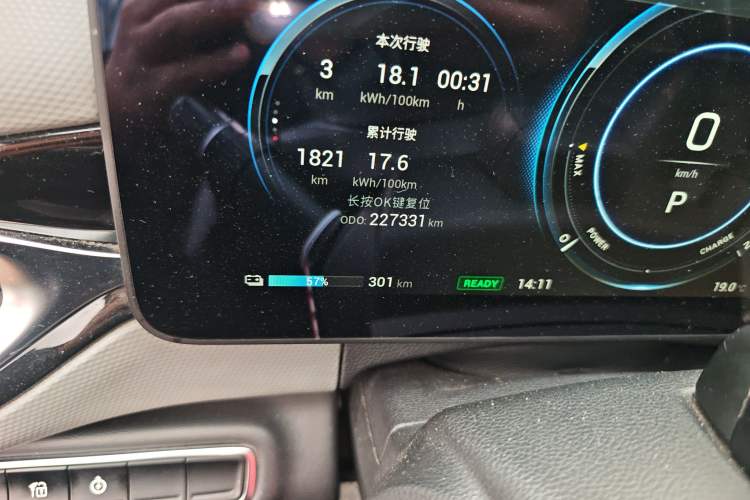 本次行驶
3 18.1 00:31
km kWh/100km h
累计行驶
1821 17.6
km kWh/100km
长按OK键复位
ODO: 227331 km
57% 301 km READY 14:11 19.0℃
0
km/h
P
MAX
POWER
0
CHARGE